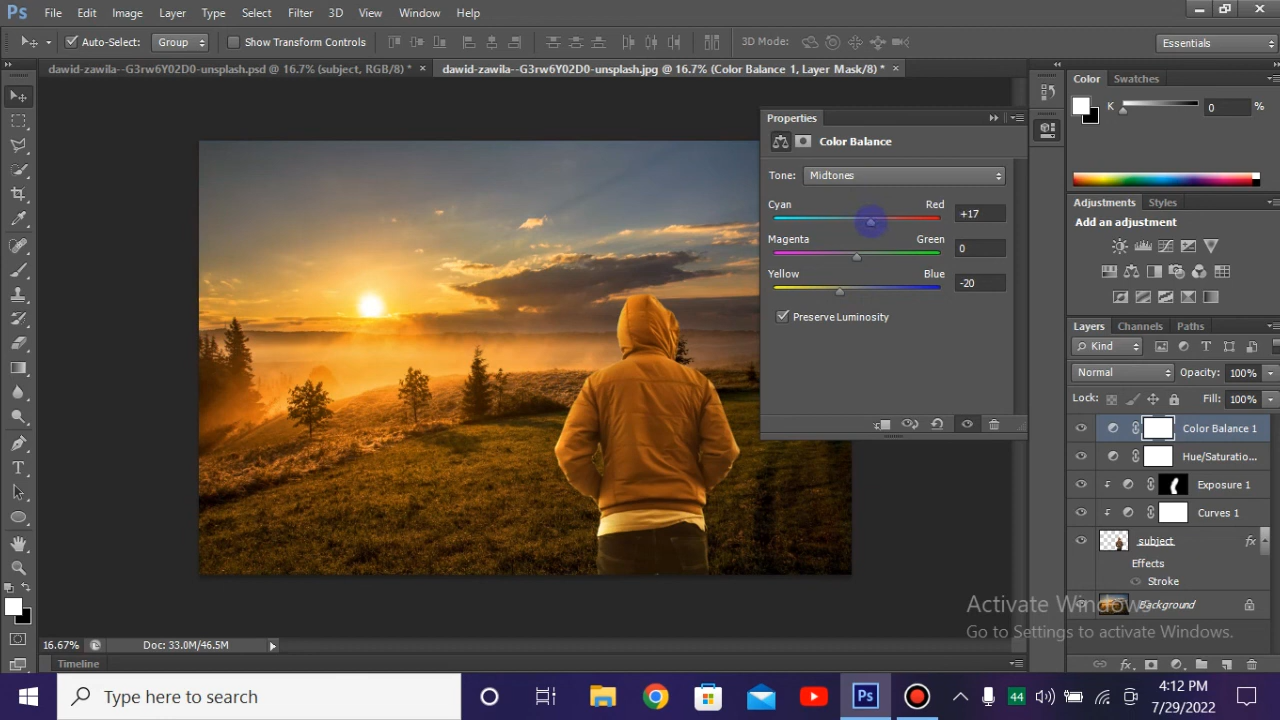 Ps File Edit Image Layer Type Select Filter 3D View Window Help
Auto-Select: Group Show Transform Controls 3D Mode: Essentials
dawid-zawila--G3rw6Y02D0-unsplash.psd @ 16.7% (subject, RGB/8) * × dawid-zawila--G3rw6Y02D0-unsplash.jpg @ 16.7% (Color Balance 1, Layer Mask/8) * ×
Properties
Color Balance
Tone: Midtones
Cyan Red +17
Magenta Green 0
Yellow Blue -20
Preserve Luminosity
Color Swatches
K 0 %
Adjustments Styles
Add an adjustment
Layers Channels Paths
Kind
Normal Opacity: 100%
Lock: Fill: 100%
Color Balance 1
Hue/Saturatio...
Exposure 1
Curves 1
subject fx
Effects
Stroke
Background
Activate Windows
Go to Settings to activate Windows.
16.67% Doc: 33.0M/46.5M
Timeline
Type here to search
Ps
44
4:12 PM
7/29/2022